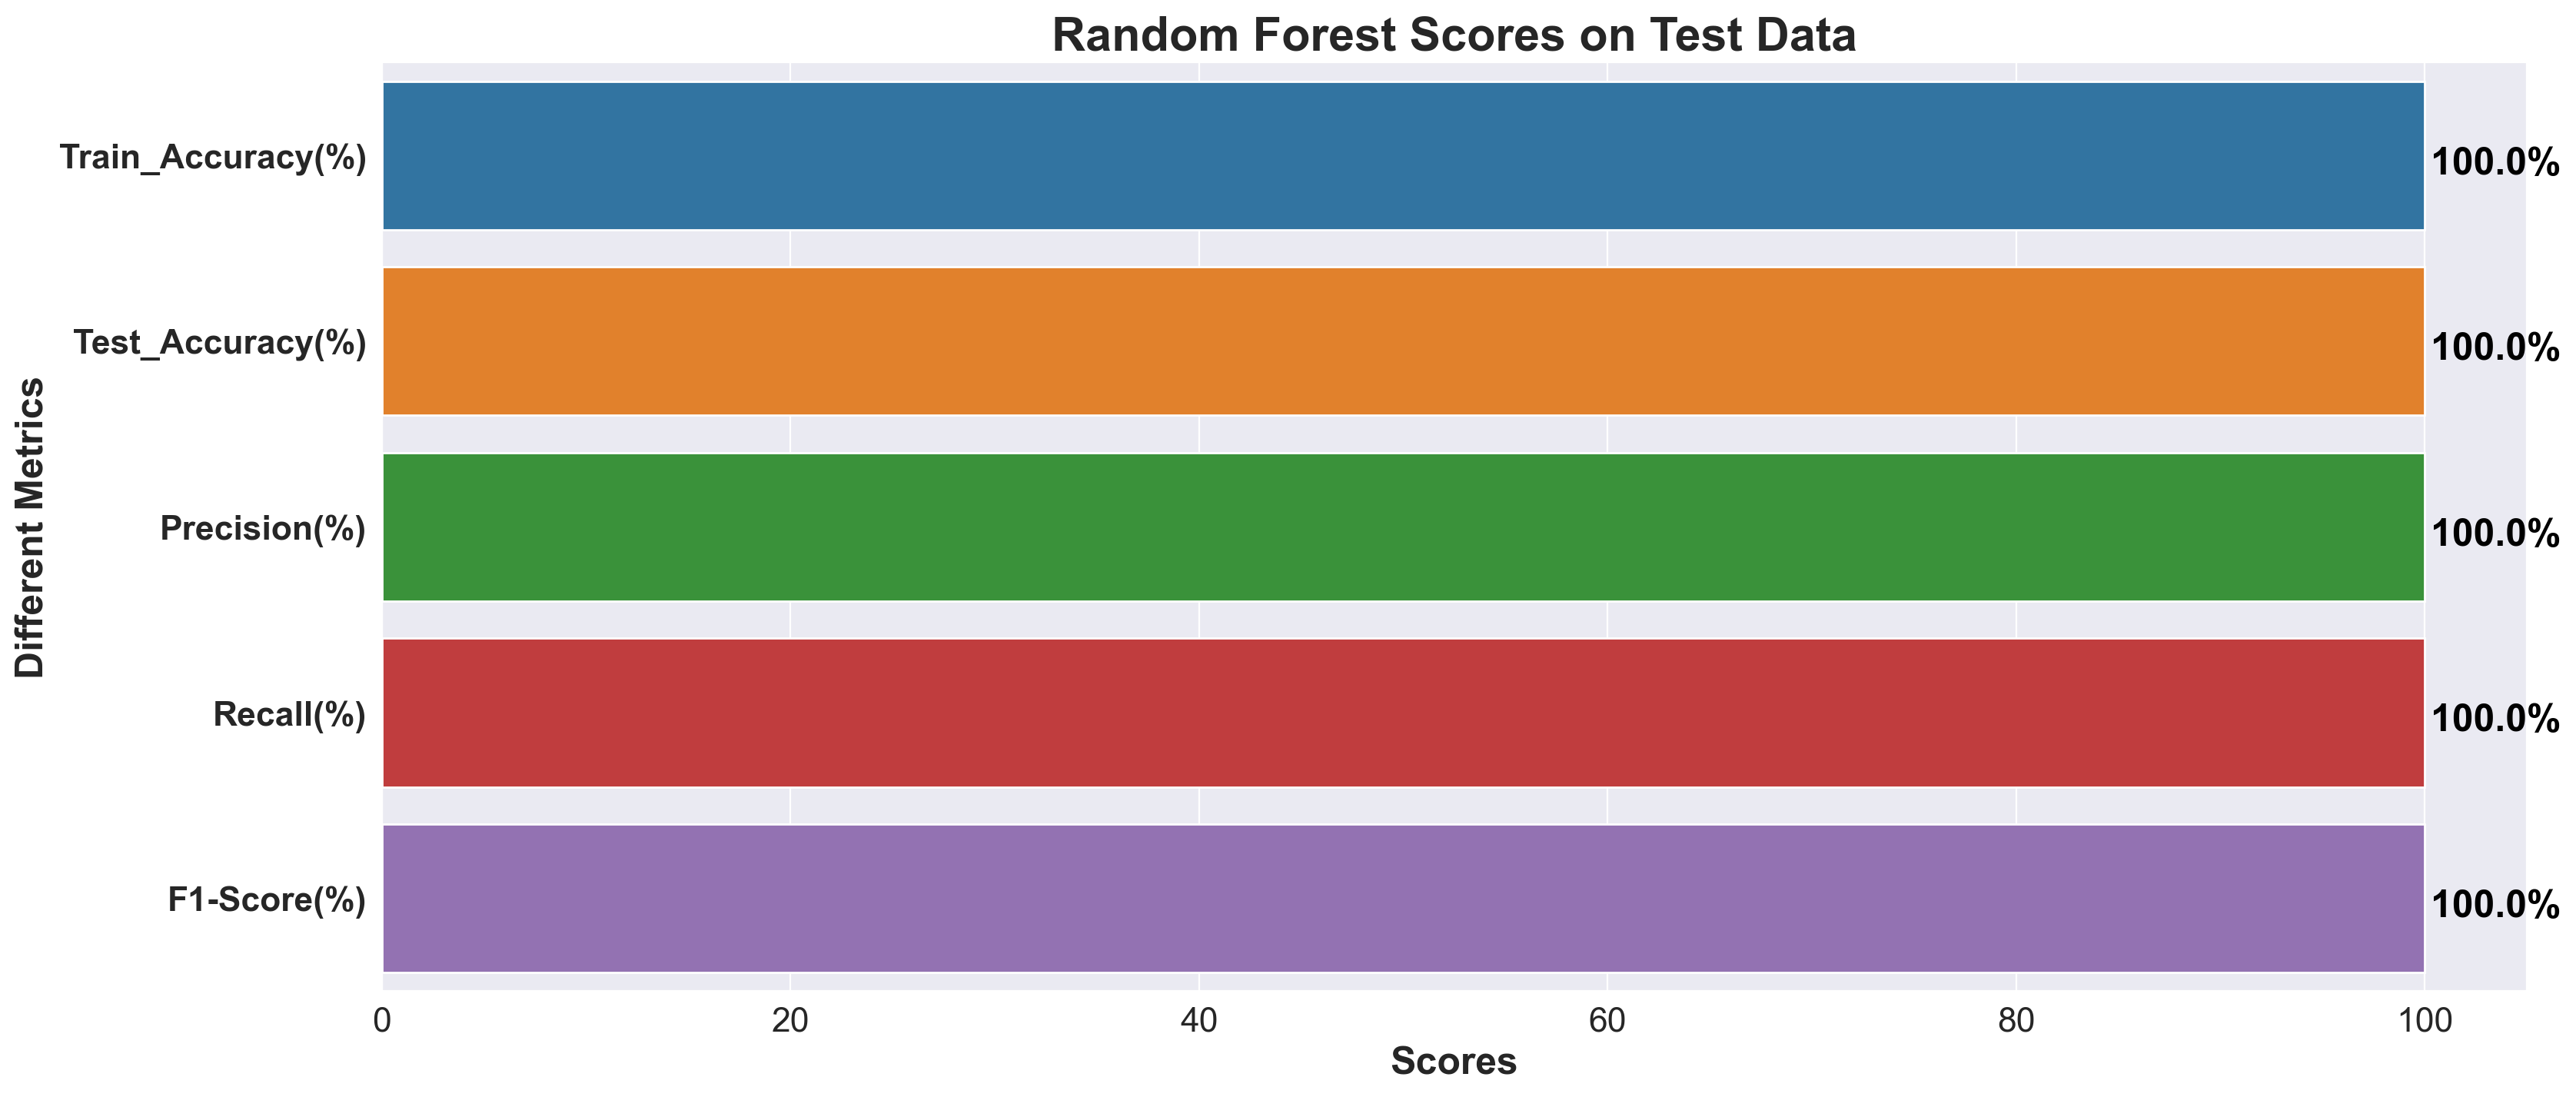 Random Forest Scores on Test Data
Different Metrics
Train_Accuracy(%)
100.0%
Test_Accuracy(%)
100.0%
Precision(%)
100.0%
Recall(%)
100.0%
F1-Score(%)
100.0%
0 20 40 60 80 100
Scores